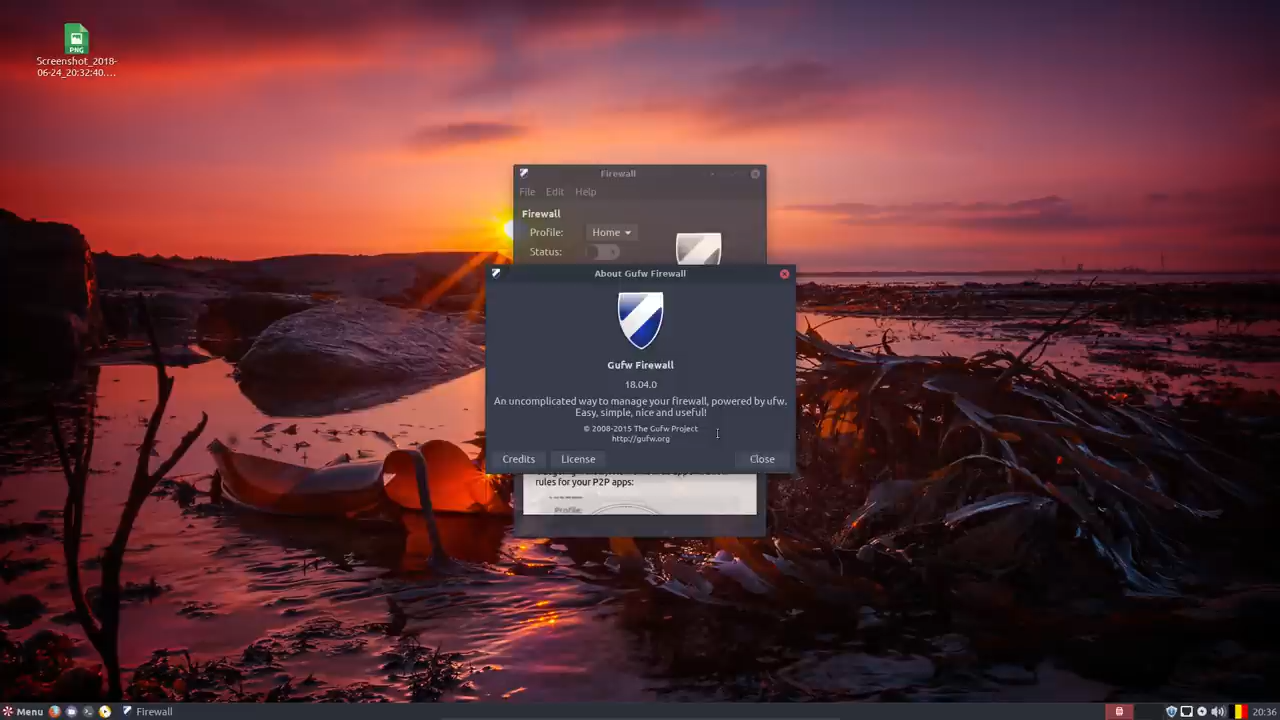 PNG
Screenshot_2018-
06-24_20:32:40....
Firewall
File Edit Help
Firewall
Profile: Home
Status:
About Gufw Firewall
Gufw Firewall
18.04.0
An uncomplicated way to manage your firewall, powered by ufw.
Easy, simple, nice and useful!
© 2008-2015 The Gufw Project
http://gufw.org
Credits License Close
rules for your P2P apps:
Profile:
Menu Firewall 20:36